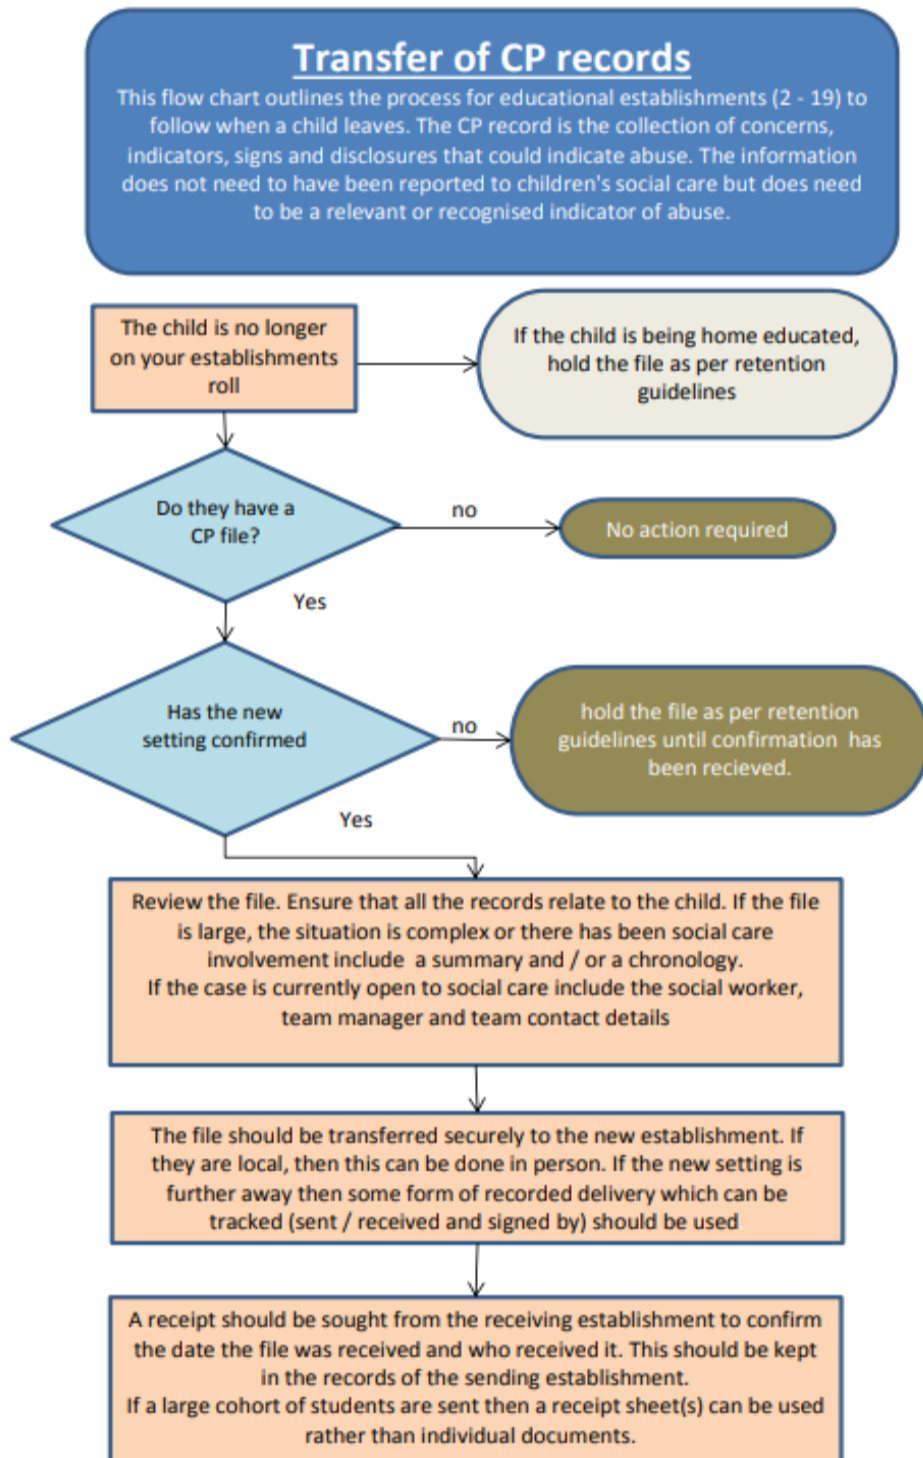 Transfer of CP records
This flow chart outlines the process for educational establishments (2 - 19) to
follow when a child leaves. The CP record is the collection of concerns,
indicators, signs and disclosures that could indicate abuse. The information
does not need to have been reported to children's social care but does need
to be a relevant or recognised indicator of abuse.
The child is no longer
on your establishments
roll
If the child is being home educated,
hold the file as per retention
guidelines
Do they have a
CP file?
no
No action required
Yes
Has the new
setting confirmed
no
hold the file as per retention
guidelines until confirmation has
been recieved.
Yes
Review the file. Ensure that all the records relate to the child. If the file
is large, the situation is complex or there has been social care
involvement include a summary and / or a chronology.
If the case is currently open to social care include the social worker,
team manager and team contact details
The file should be transferred securely to the new establishment. If
they are local, then this can be done in person. If the new setting is
further away then some form of recorded delivery which can be
tracked (sent / received and signed by) should be used
A receipt should be sought from the receiving establishment to confirm
the date the file was received and who received it. This should be kept
in the records of the sending establishment.
If a large cohort of students are sent then a receipt sheet(s) can be used
rather than individual documents.